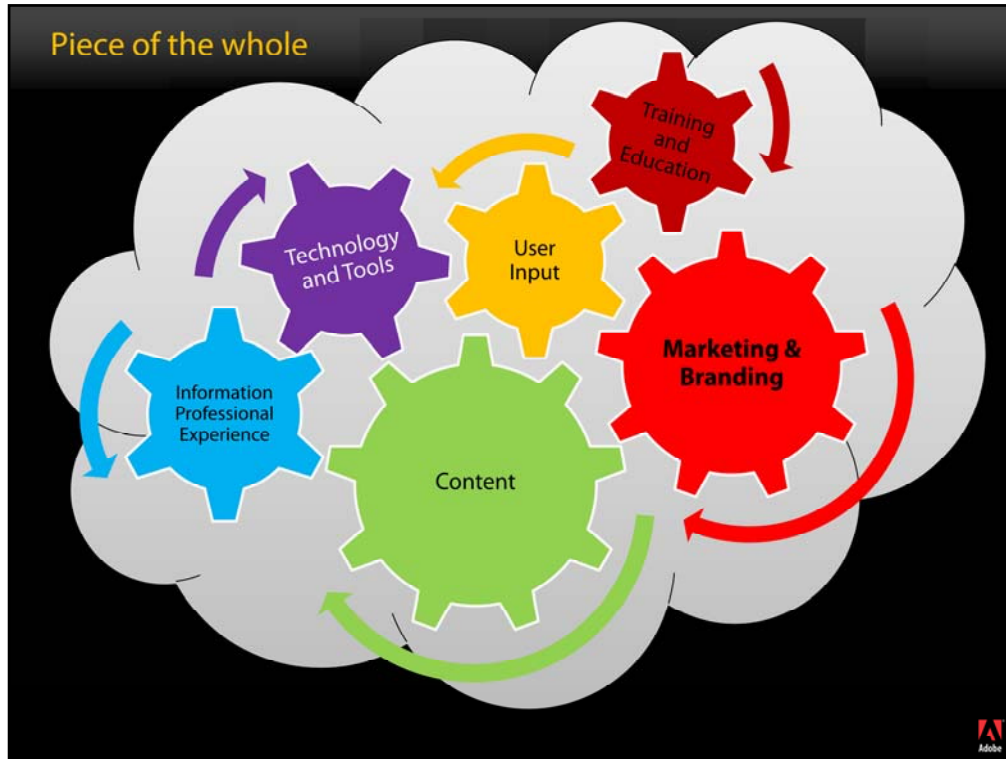 Piece of the whole
Training
and
Education
Technology
and Tools
User
Input
Marketing &
Branding
Information
Professional
Experience
Content
Adobe